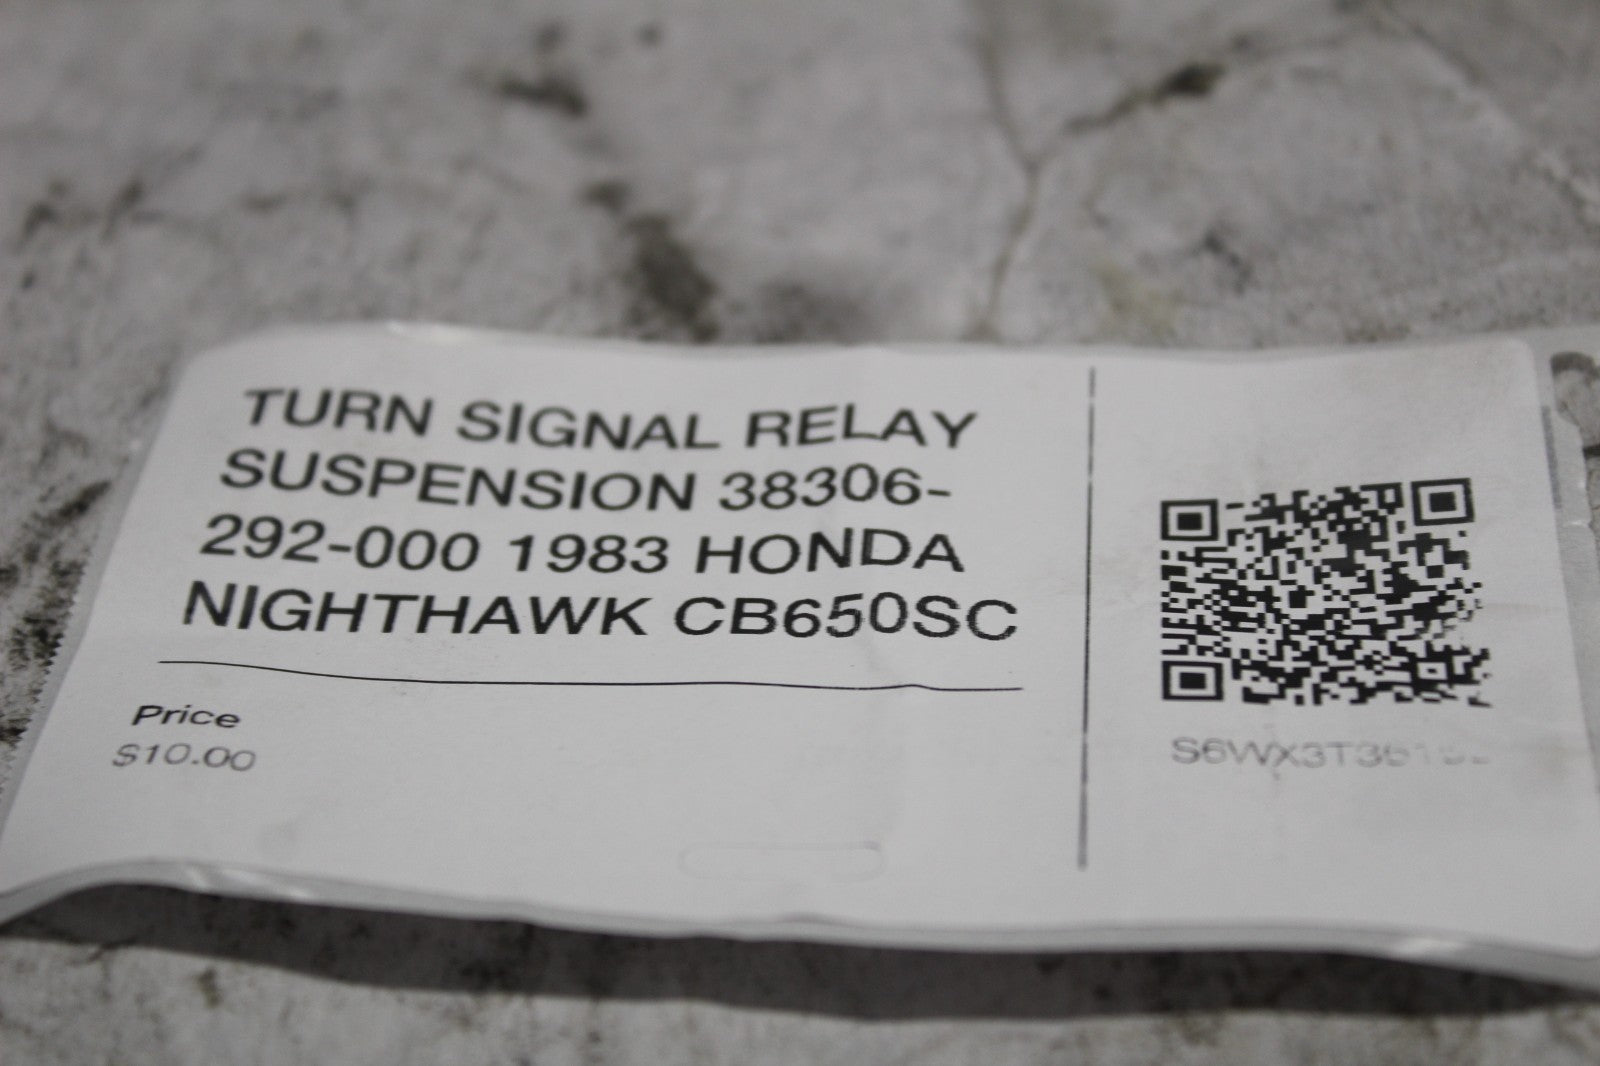 TURN SIGNAL RELAY
SUSPENSION 38306-
292-000 1983 HONDA
NIGHTHAWK CB650SC
Price
$10.00